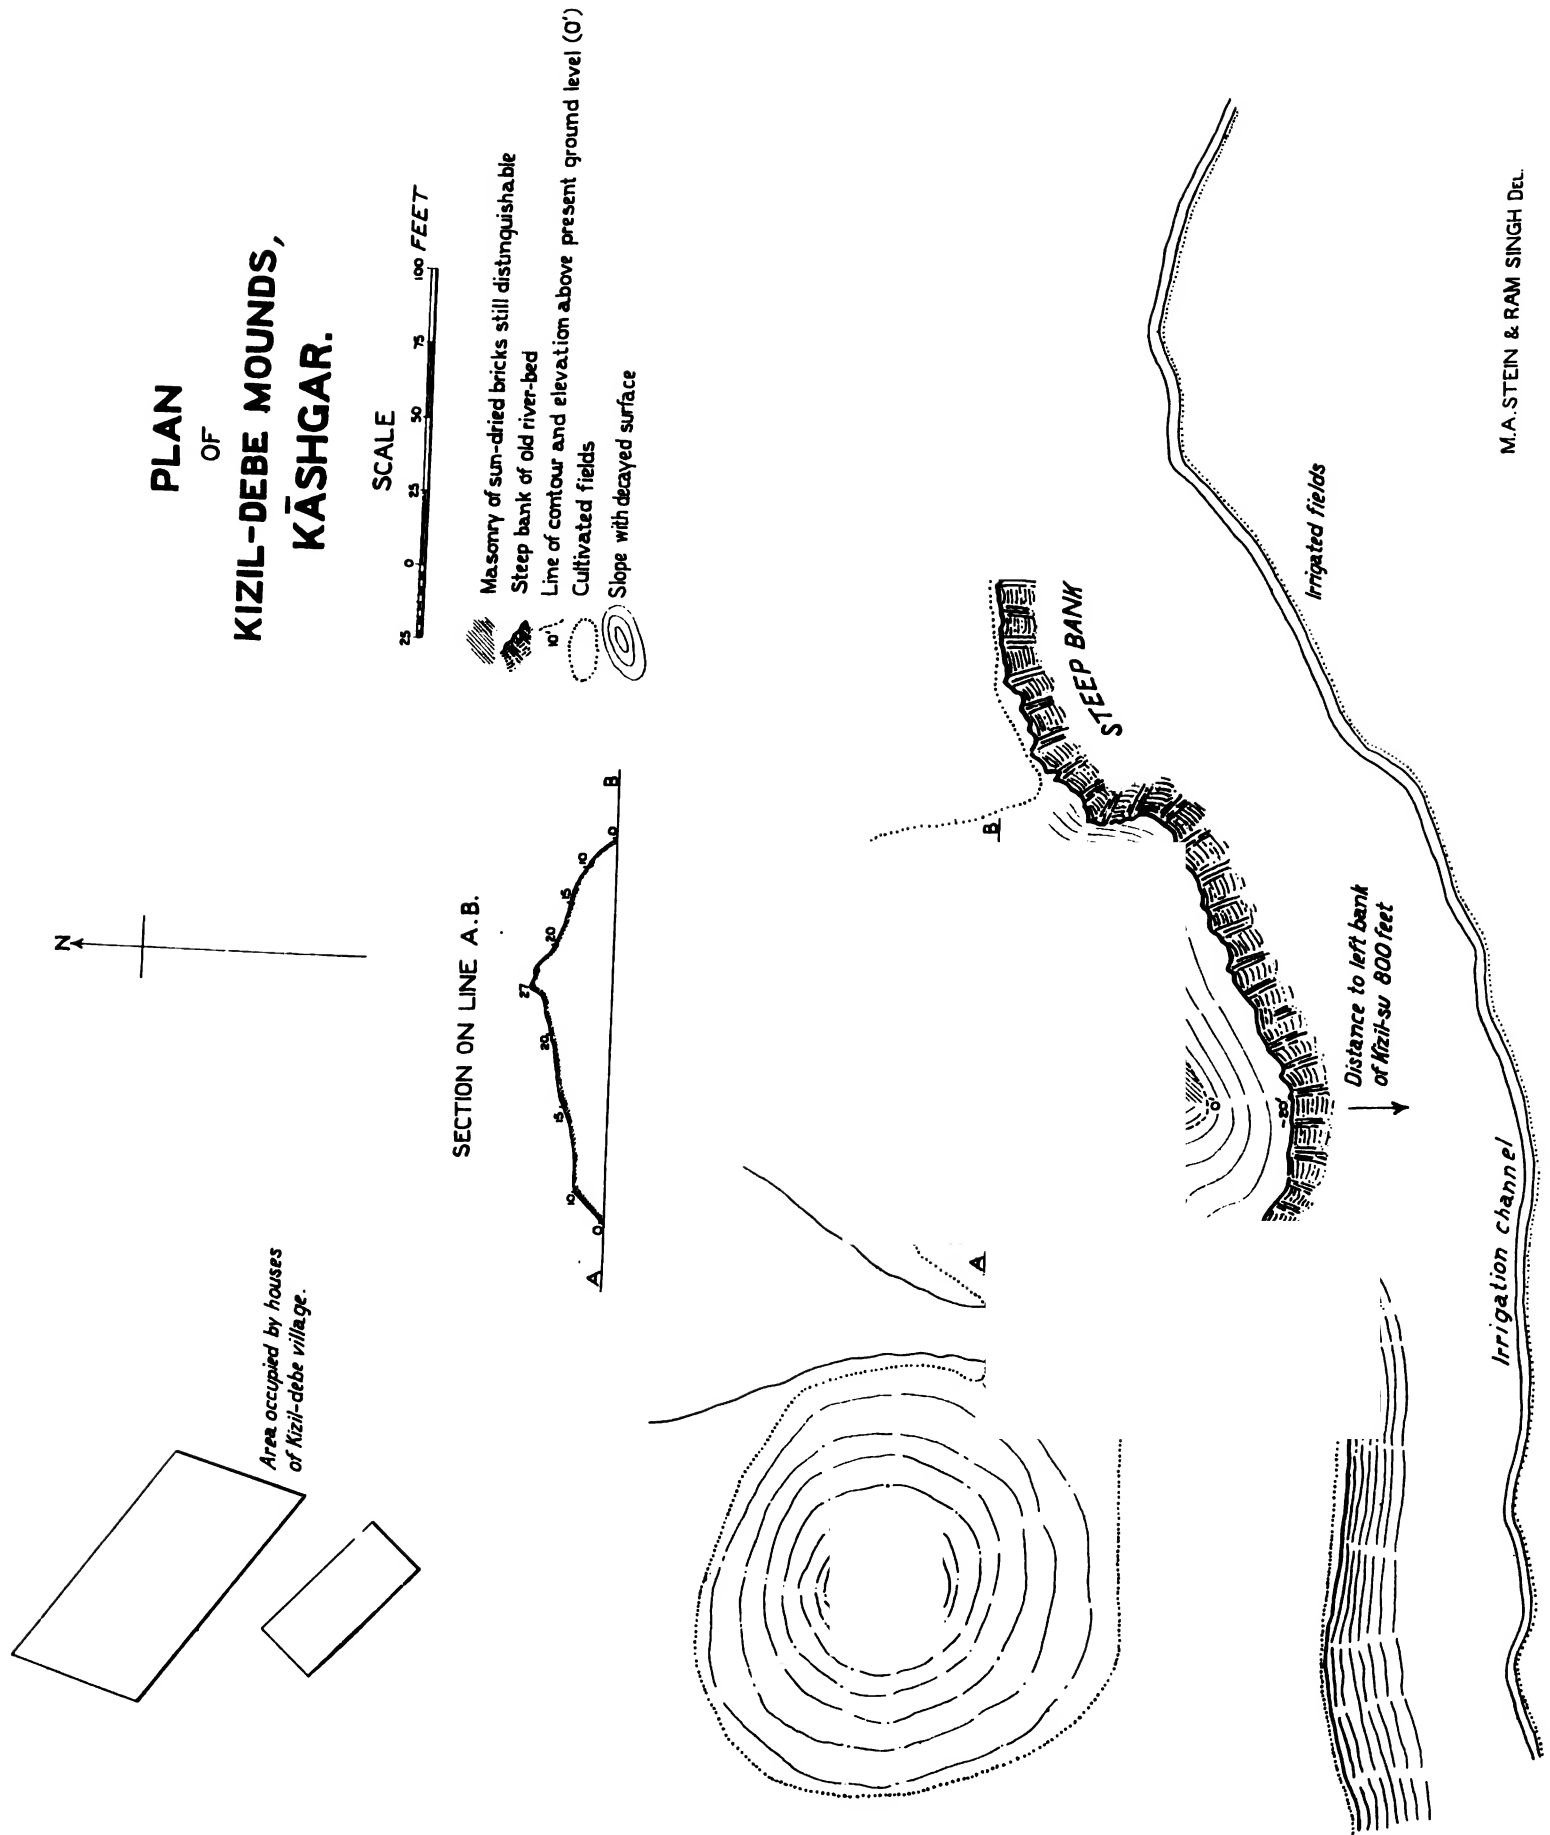 PLAN
OF
KIZIL-DEBE MOUNDS,
KĀSHGAR.
SCALE
25 0 25 50 75 100 FEET
Masonry of sun-dried bricks still distinguishable
Steep bank of old river-bed
10' Line of contour and elevation above present ground level (0')
Cultivated fields
Slope with decayed surface
N
SECTION ON LINE A.B.
A 0 10 15 20 27 20 15 10 0 B
Area occupied by houses
of Kizil-debe village.
A
B
STEEP BANK
0'
-20'
Distance to left bank
of Kizil-su 800 feet
Irrigated fields
Irrigation channel
M.A. STEIN & RAM SINGH DEL.